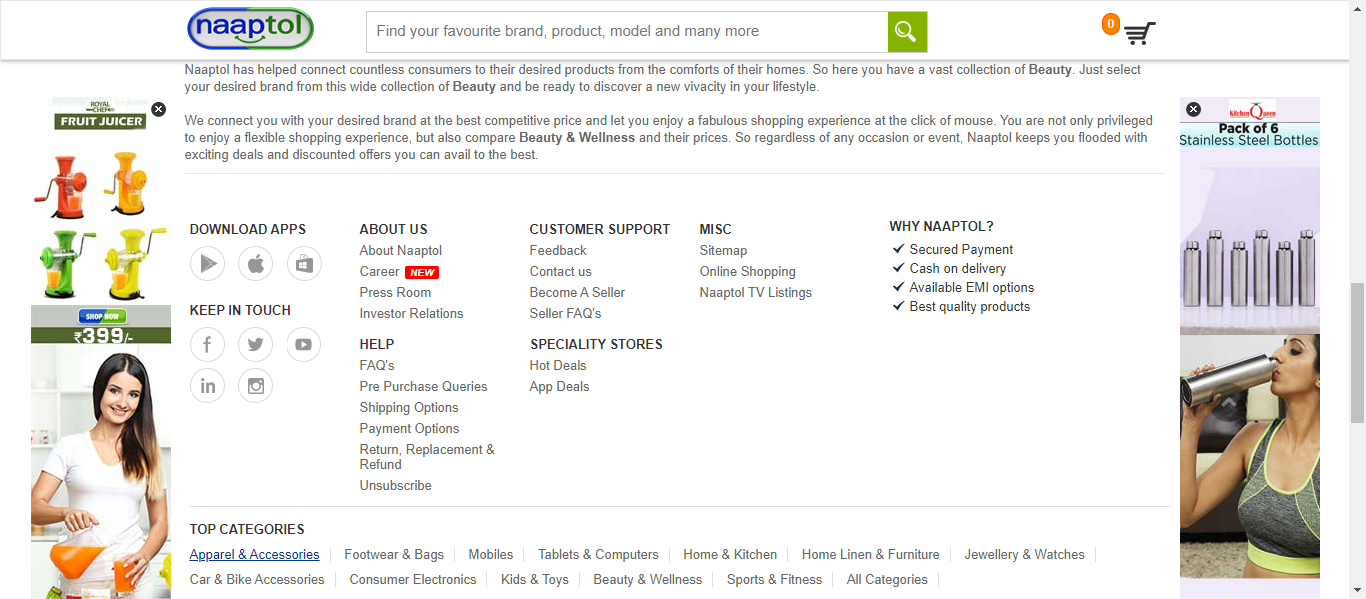 naaptol
Find your favourite brand, product, model and many more
0
Naaptol has helped connect countless consumers to their desired products from the comforts of their homes. So here you have a vast collection of Beauty. Just select
your desired brand from this wide collection of Beauty and be ready to discover a new vivacity in your lifestyle.
We connect you with your desired brand at the best competitive price and let you enjoy a fabulous shopping experience at the click of mouse. You are not only privileged
to enjoy a flexible shopping experience, but also compare Beauty & Wellness and their prices. So regardless of any occasion or event, Naaptol keeps you flooded with
exciting deals and discounted offers you can avail to the best.
ROYAL
CHEF
FRUIT JUICER
SHOP NOW
₹399/-
DOWNLOAD APPS
KEEP IN TOUCH
ABOUT US
About Naaptol
Career NEW
Press Room
Investor Relations
HELP
FAQ's
Pre Purchase Queries
Shipping Options
Payment Options
Return, Replacement &
Refund
Unsubscribe
CUSTOMER SUPPORT
Feedback
Contact us
Become A Seller
Seller FAQ's
SPECIALITY STORES
Hot Deals
App Deals
MISC
Sitemap
Online Shopping
Naaptol TV Listings
WHY NAAPTOL?
Secured Payment
Cash on delivery
Available EMI options
Best quality products
Kitchen Queen
Pack of 6
Stainless Steel Bottles
TOP CATEGORIES
Apparel & Accessories Footwear & Bags Mobiles Tablets & Computers Home & Kitchen Home Linen & Furniture Jewellery & Watches
Car & Bike Accessories Consumer Electronics Kids & Toys Beauty & Wellness Sports & Fitness All Categories